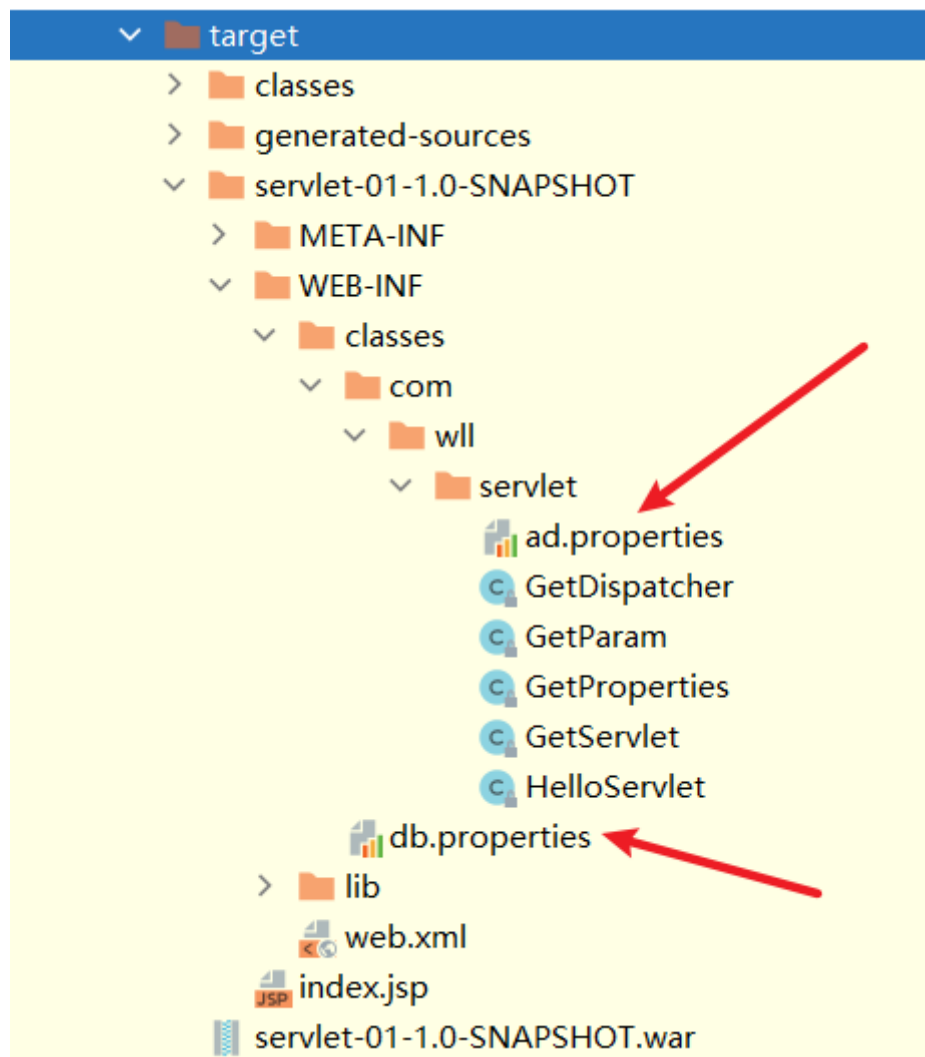 target
classes
generated-sources
servlet-01-1.0-SNAPSHOT
META-INF
WEB-INF
classes
com
wll
servlet
ad.properties
GetDispatcher
GetParam
GetProperties
GetServlet
HelloServlet
db.properties
lib
web.xml
index.jsp
servlet-01-1.0-SNAPSHOT.war